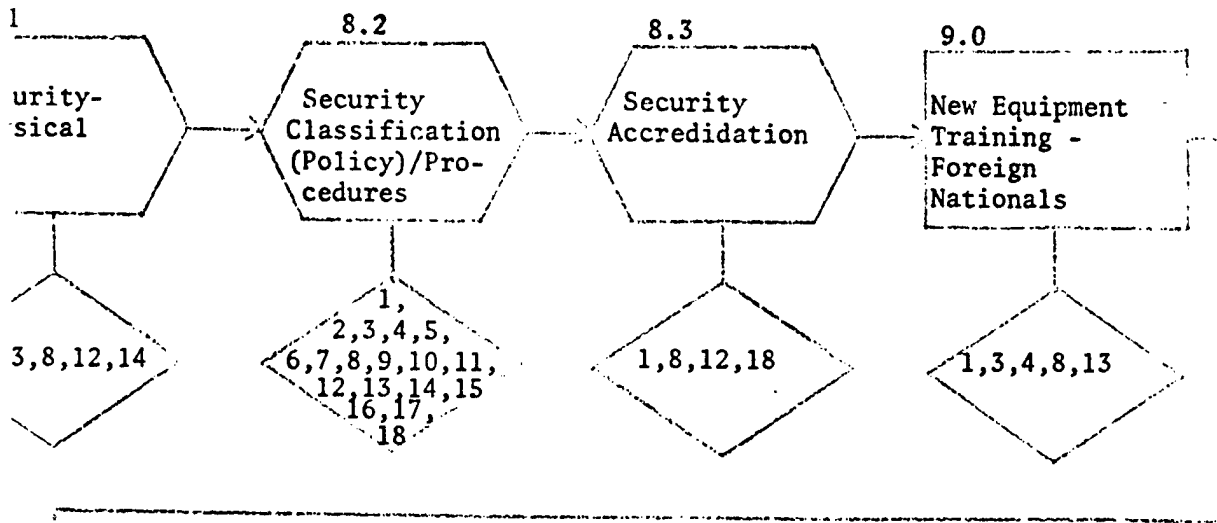 1
urity-
sical
3,8,12,14
8.2
Security
Classification
(Policy)/Pro-
cedures
1,
2,3,4,5,
6,7,8,9,10,11,
12,13,14,15
16,17,
18
8.3
Security
Accredidation
1,8,12,18
9.0
New Equipment
Training -
Foreign
Nationals
1,3,4,8,13